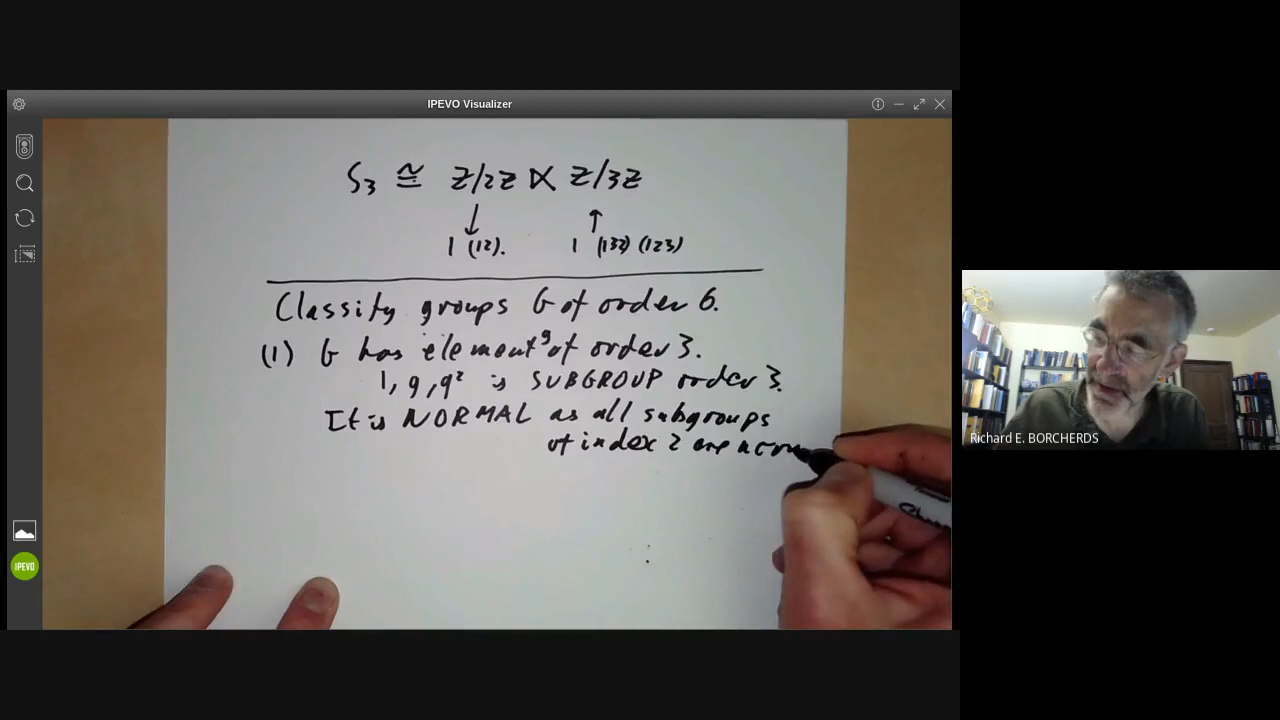 IPEVO Visualizer
S₃ ≅ Z/2Z ⋉ Z/3Z
↓ ↑
1 (12). 1 (132) (123)
Classify groups G of order 6.
(1) G has element g of order 3.
1, g, g² is SUBGROUP order 3.
It is NORMAL as all subgroups
of index 2 are
IPEVO
Richard E. BORCHERDS